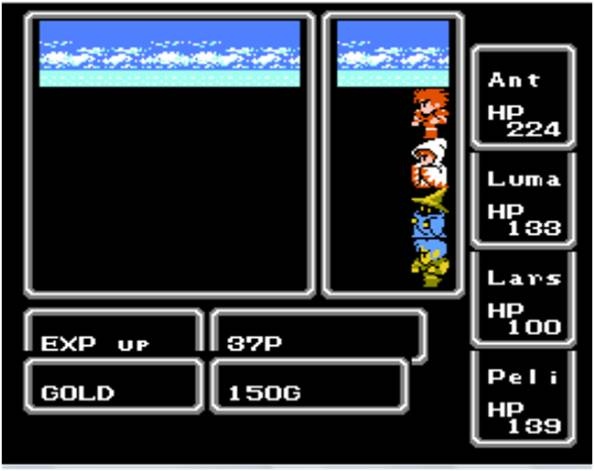 Ant
HP
224
Luma
HP
133
Lars
HP
100
Peli
HP
139
EXP UP
37P
GOLD
150G